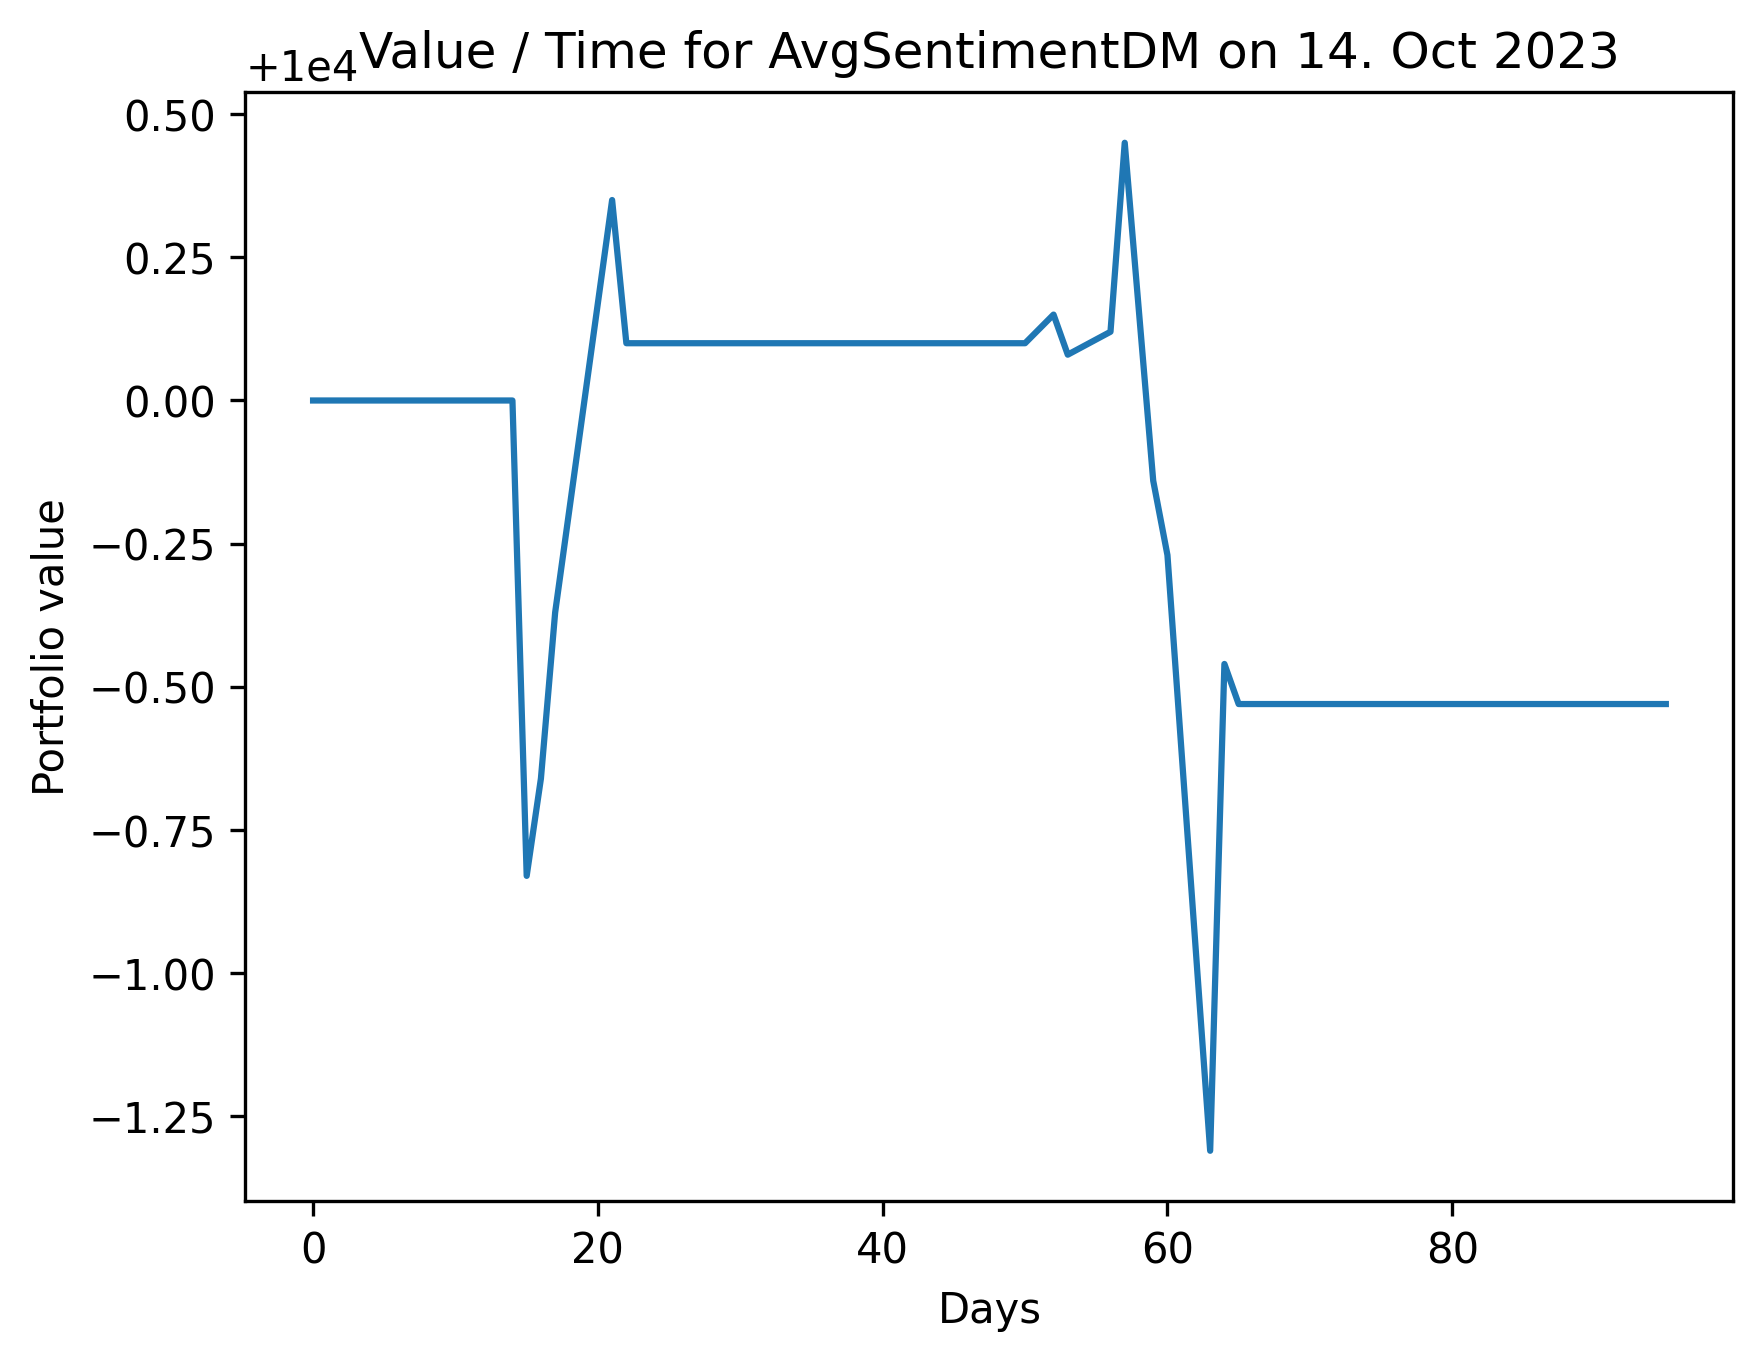 Value / Time for AvgSentimentDM on 14. Oct 2023
+1e4
0.50
0.25
0.00
−0.25
−0.50
−0.75
−1.00
−1.25
Portfolio value
0 20 40 60 80
Days